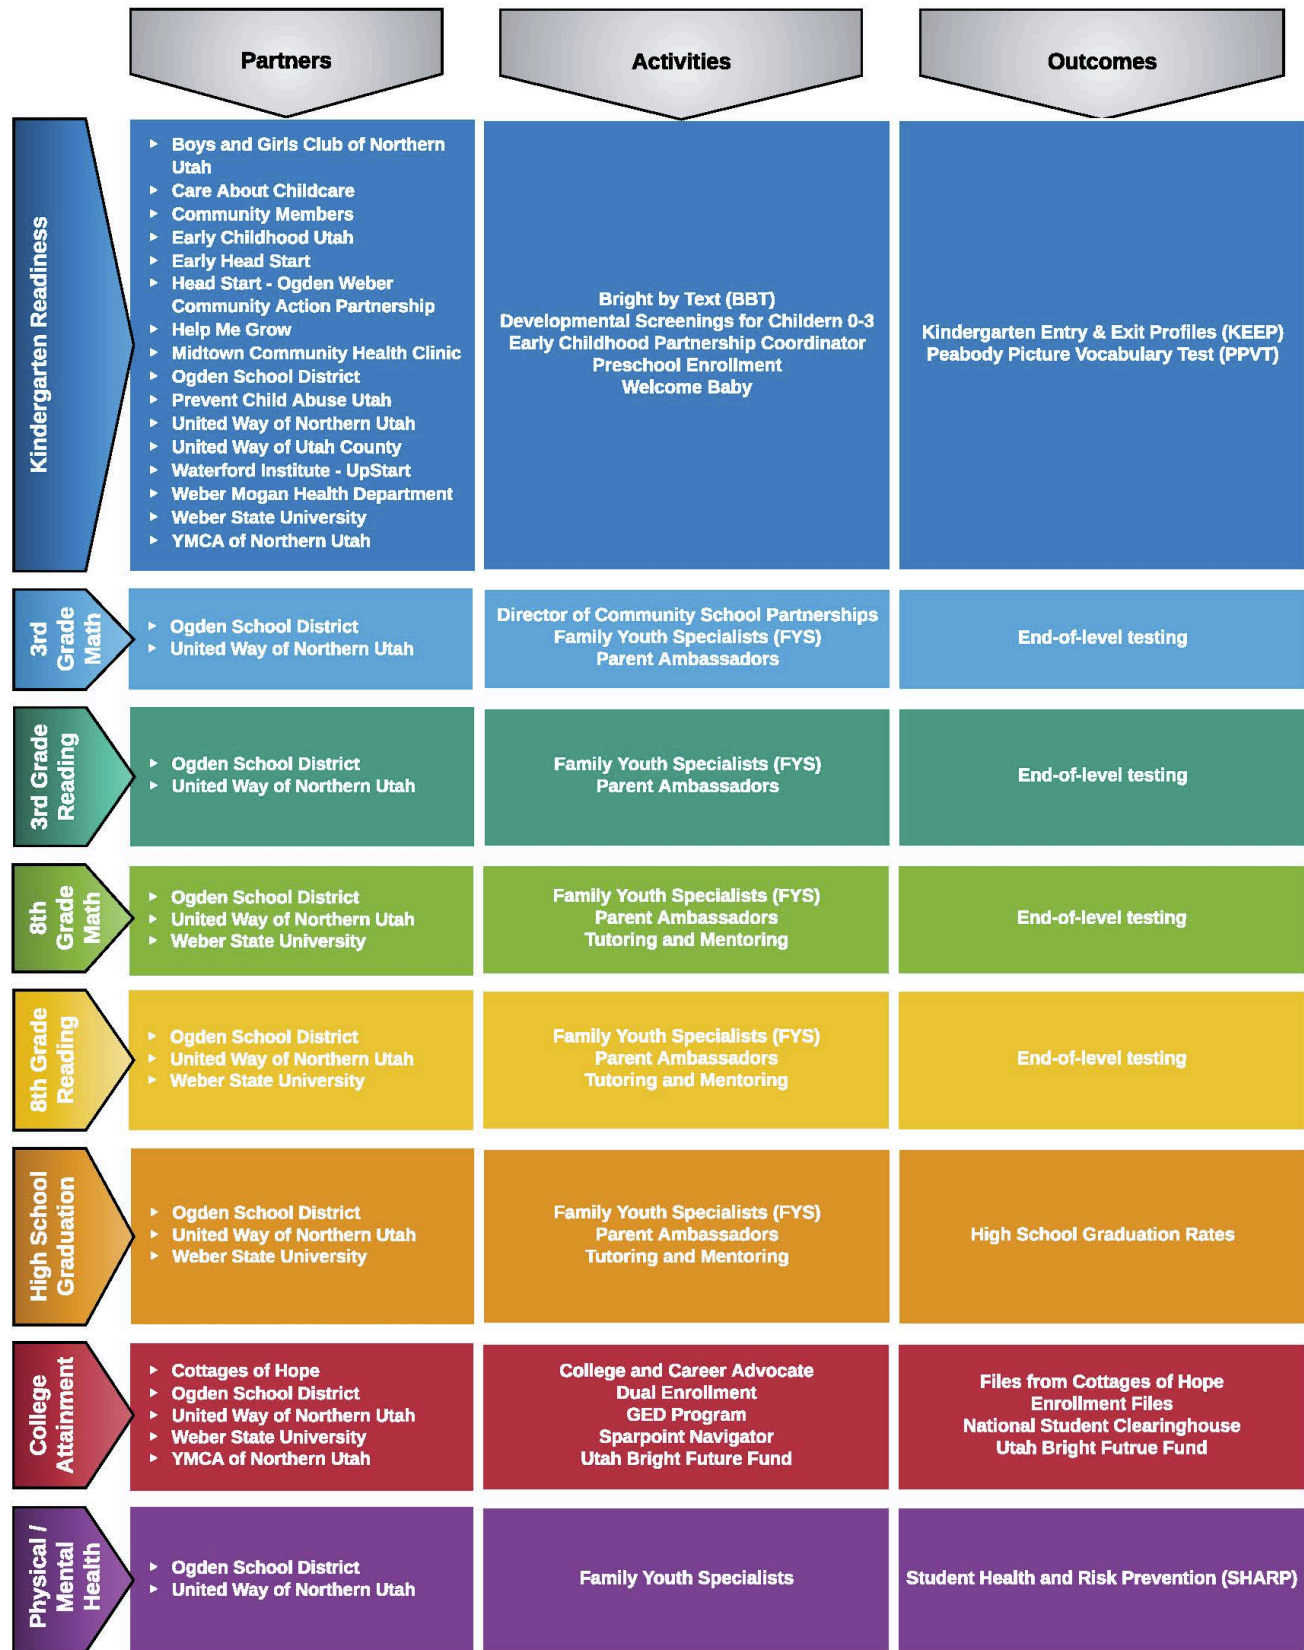 Partners
Activities
Outcomes
Kindergarten Readiness
▸ Boys and Girls Club of Northern
Utah
▸ Care About Childcare
▸ Community Members
▸ Early Childhood Utah
▸ Early Head Start
▸ Head Start - Ogden Weber
Community Action Partnership
▸ Help Me Grow
▸ Midtown Community Health Clinic
▸ Ogden School District
▸ Prevent Child Abuse Utah
▸ United Way of Northern Utah
▸ United Way of Utah County
▸ Waterford Institute - UpStart
▸ Weber Mogan Health Department
▸ Weber State University
▸ YMCA of Northern Utah
Bright by Text (BBT)
Developmental Screenings for Childern 0-3
Early Childhood Partnership Coordinator
Preschool Enrollment
Welcome Baby
Kindergarten Entry & Exit Profiles (KEEP)
Peabody Picture Vocabulary Test (PPVT)
3rd
Grade
Math
▸ Ogden School District
▸ United Way of Northern Utah
Director of Community School Partnerships
Family Youth Specialists (FYS)
Parent Ambassadors
End-of-level testing
3rd Grade
Reading
▸ Ogden School District
▸ United Way of Northern Utah
Family Youth Specialists (FYS)
Parent Ambassadors
End-of-level testing
8th
Grade
Math
▸ Ogden School District
▸ United Way of Northern Utah
▸ Weber State University
Family Youth Specialists (FYS)
Parent Ambassadors
Tutoring and Mentoring
End-of-level testing
8th Grade
Reading
▸ Ogden School District
▸ United Way of Northern Utah
▸ Weber State University
Family Youth Specialists (FYS)
Parent Ambassadors
Tutoring and Mentoring
End-of-level testing
High School
Graduation
▸ Ogden School District
▸ United Way of Northern Utah
▸ Weber State University
Family Youth Specialists (FYS)
Parent Ambassadors
Tutoring and Mentoring
High School Graduation Rates
College
Attainment
▸ Cottages of Hope
▸ Ogden School District
▸ United Way of Northern Utah
▸ Weber State University
▸ YMCA of Northern Utah
College and Career Advocate
Dual Enrollment
GED Program
Sparpoint Navigator
Utah Bright Future Fund
Files from Cottages of Hope
Enrollment Files
National Student Clearinghouse
Utah Bright Futrue Fund
Physical /
Mental
Health
▸ Ogden School District
▸ United Way of Northern Utah
Family Youth Specialists
Student Health and Risk Prevention (SHARP)